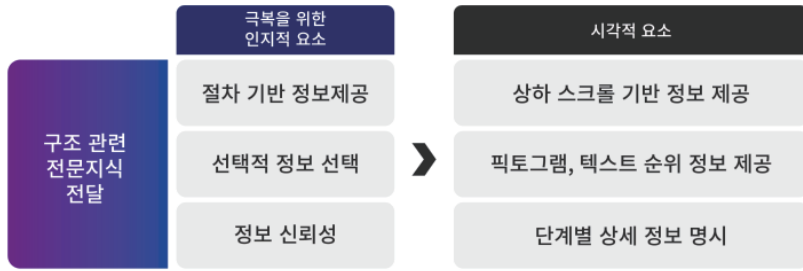 극복을 위한
인지적 요소
시각적 요소
구조 관련
전문지식
전달
절차 기반 정보제공
상하 스크롤 기반 정보 제공
선택적 정보 선택
픽토그램, 텍스트 순위 정보 제공
정보 신뢰성
단계별 상세 정보 명시